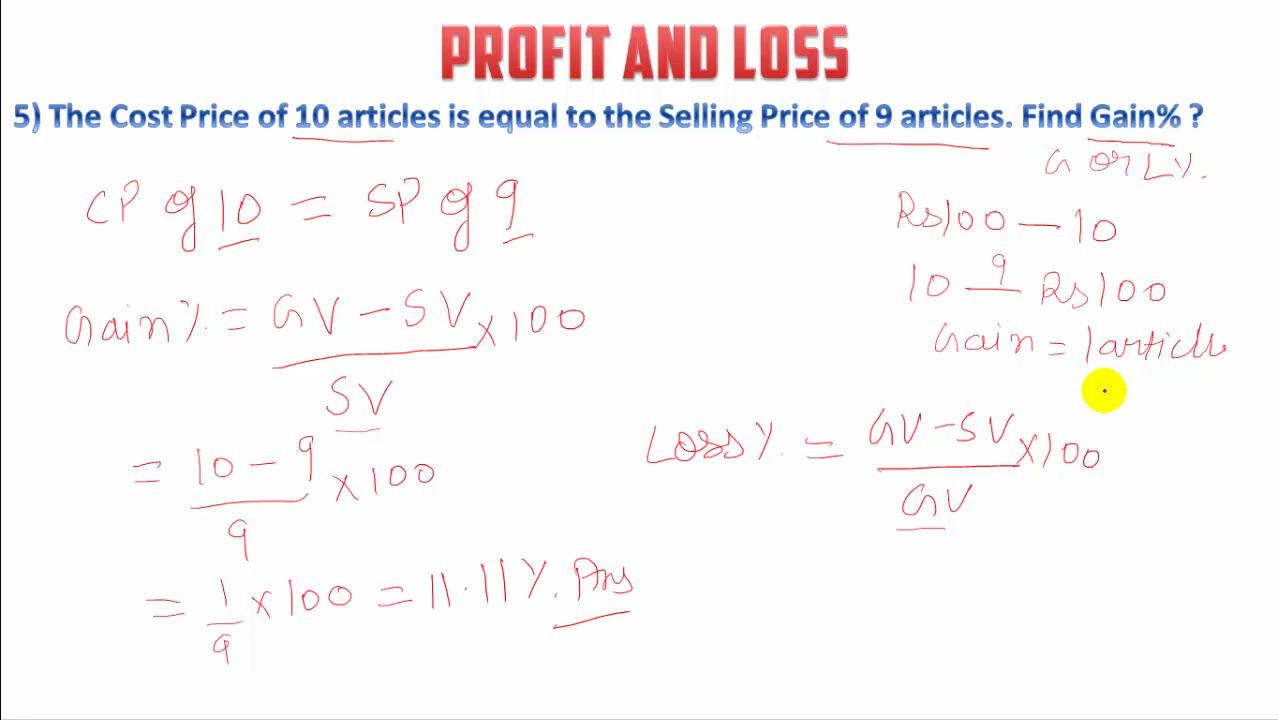 PROFIT AND LOSS
5) The Cost Price of 10 articles is equal to the Selling Price of 9 articles. Find Gain% ?
G or L%.
CP of 10 = SP of 9
Rs100 — 10
10 9 — Rs100
Gain = 1 article
Gain % = GV - SV × 100
SV
= 10 - 9 × 100
9
= 1 × 100 = 11.11%. Ans
9
Loss % = GV - SV × 100
GV